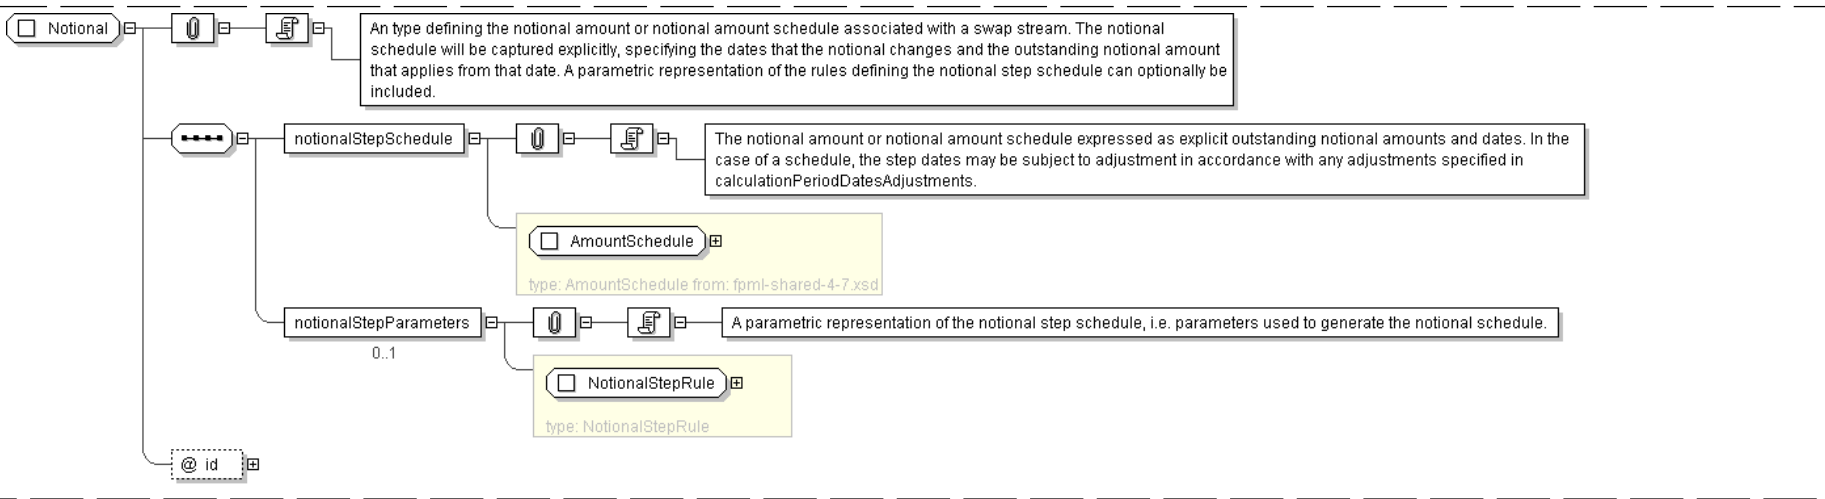 Notional
An type defining the notional amount or notional amount schedule associated with a swap stream. The notional
schedule will be captured explicitly, specifying the dates that the notional changes and the outstanding notional amount
that applies from that date. A parametric representation of the rules defining the notional step schedule can optionally be
included.
notionalStepSchedule
The notional amount or notional amount schedule expressed as explicit outstanding notional amounts and dates. In the
case of a schedule, the step dates may be subject to adjustment in accordance with any adjustments specified in
calculationPeriodDatesAdjustments.
AmountSchedule
type: AmountSchedule from: fpml-shared-4-7.xsd
notionalStepParameters
A parametric representation of the notional step schedule, i.e. parameters used to generate the notional schedule.
0..1
NotionalStepRule
type: NotionalStepRule
@ id